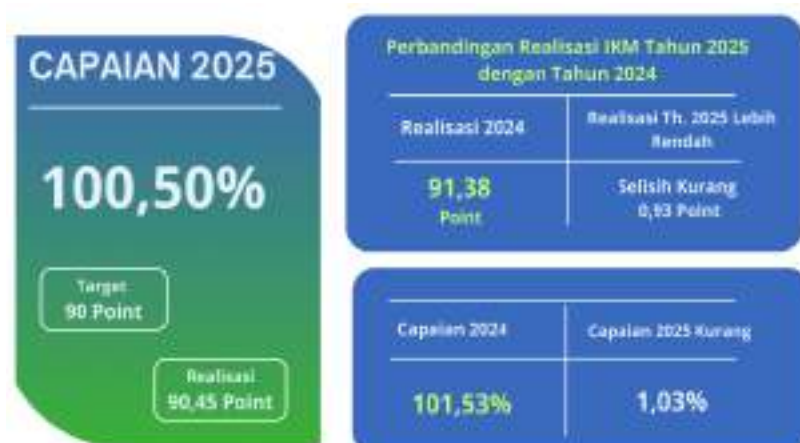 CAPAIAN 2025
100,50%
Target
90 Point
Realisasi
90,45 Point
Perbandingan Realisasi IKM Tahun 2025
dengan Tahun 2024
Realisasi 2024
Realisasi Th. 2025 Lebih
Rendah
91,38
Point
Selisih Kurang
0,93 Point
Capaian 2024
Capaian 2025 Kurang
101,53%
1,03%